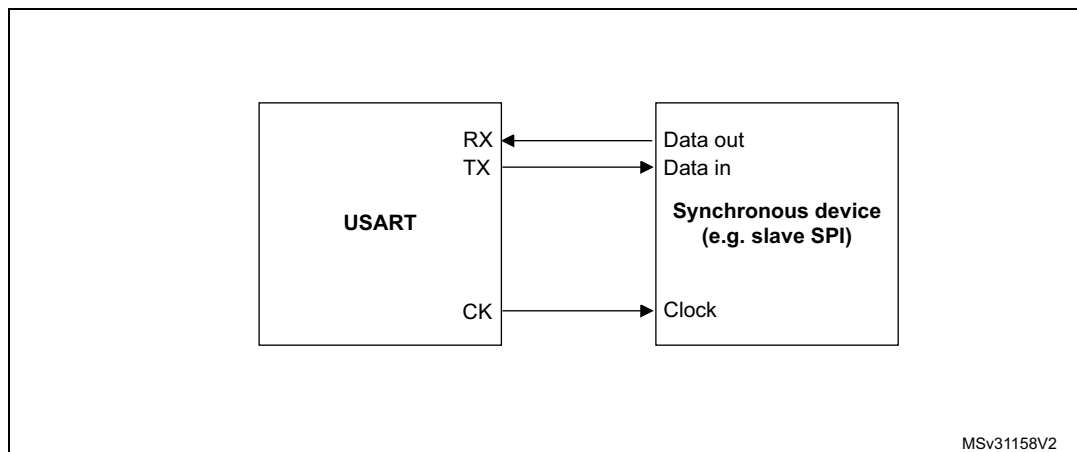 RX
TX
USART
CK
Data out
Data in
Synchronous device
(e.g. slave SPI)
Clock
MSv31158V2